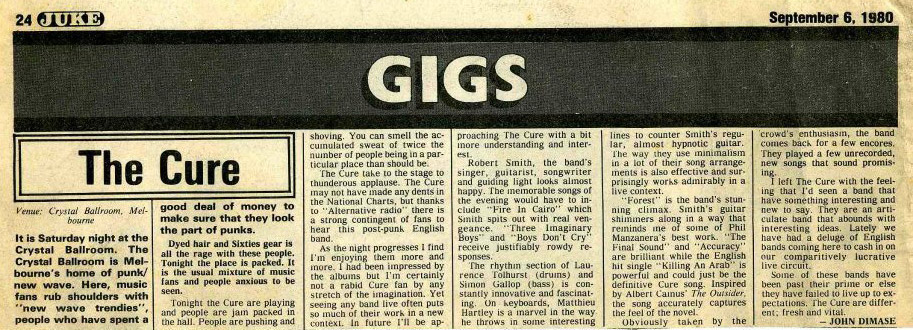 24 JUKE
September 6, 1980
GIGS
The Cure
Venue: Crystal Ballroom, Mel-
bourne
It is Saturday night at the
Crystal Ballroom. The
Crystal Ballroom is Mel-
bourne's home of punk/
new wave. Here, music
fans rub shoulders with
"new wave trendies",
people who have spent a
good deal of money to
make sure that they look
the part of punks.
Dyed hair and Sixties gear is
all the rage with these people.
Tonight the place is packed. It
is the usual mixture of music
fans and people anxious to be
seen.
Tonight the Cure are playing
and people are jam packed in
the hall. People are pushing and
shoving. You can smell the ac-
cumulated sweat of twice the
number of people being in a par-
ticular place than should be.
The Cure take to the stage to
thunderous applause. The Cure
may not have made any dents in
the National Charts, but thanks
to "Alternative radio" there is
a strong contingent of fans to
hear this post-punk English
band.
As the night progresses I find
I'm enjoying them more and
more. I had been impressed by
the albums but I'm certainly
not a rabid Cure fan by any
stretch of the imagination. Yet
seeing any band live often puts
so much of their work in a new
context. In future I'll be ap-
proaching The Cure with a bit
more understanding and inter-
est.
Robert Smith, the band's
singer, guitarist, songwriter
and guiding light looks almost
happy. The memorable songs of
the evening would have to in-
clude "Fire In Cairo" which
Smith spits out with real ven-
geance. "Three Imaginary
Boys" and "Boys Don't Cry"
receive justifiably rowdy re-
sponses.
The rhythm section of Lau-
rence Tolhurst (drums) and
Simon Gallop (bass) is con-
stantly innovative and fascinat-
ing. On keyboards, Matthieu
Hartley is a marvel in the way
he throws in some interesting
lines to counter Smith's regu-
lar, almost hypnotic guitar.
The way they use minimalism
in a lot of their song arrange-
ments is also effective and sur-
prisingly works admirably in a
live context.
"Forest" is the band's stun-
ning climax. Smith's guitar
shimmers along in a way that
reminds me of some of Phil
Manzanera's best work. "The
Final Sound" and "Accuracy"
are brilliant while the English
hit single "Killing An Arab" is
powerful and could just be the
definitive Cure song. Inspired
by Albert Camus' The Outsider,
the song accurately captures
the feel of the novel.
Obviously taken by the
crowd's enthusiasm, the band
comes back for a few encores.
They played a few unrecorded,
new songs that sound promis-
ing.
I left The Cure with the feel-
ing that I'd seen a band that
have something interesting and
new to say. They are an arti-
culate band that abounds with
interesting ideas. Lately we
have had a deluge of English
bands coming here to cash in on
our comparitively lucrative
live circuit.
Some of these bands have
been past their prime or else
they have failed to live up to ex-
pectations. The Cure are differ-
ent; fresh and vital.
— JOHN DIMASE